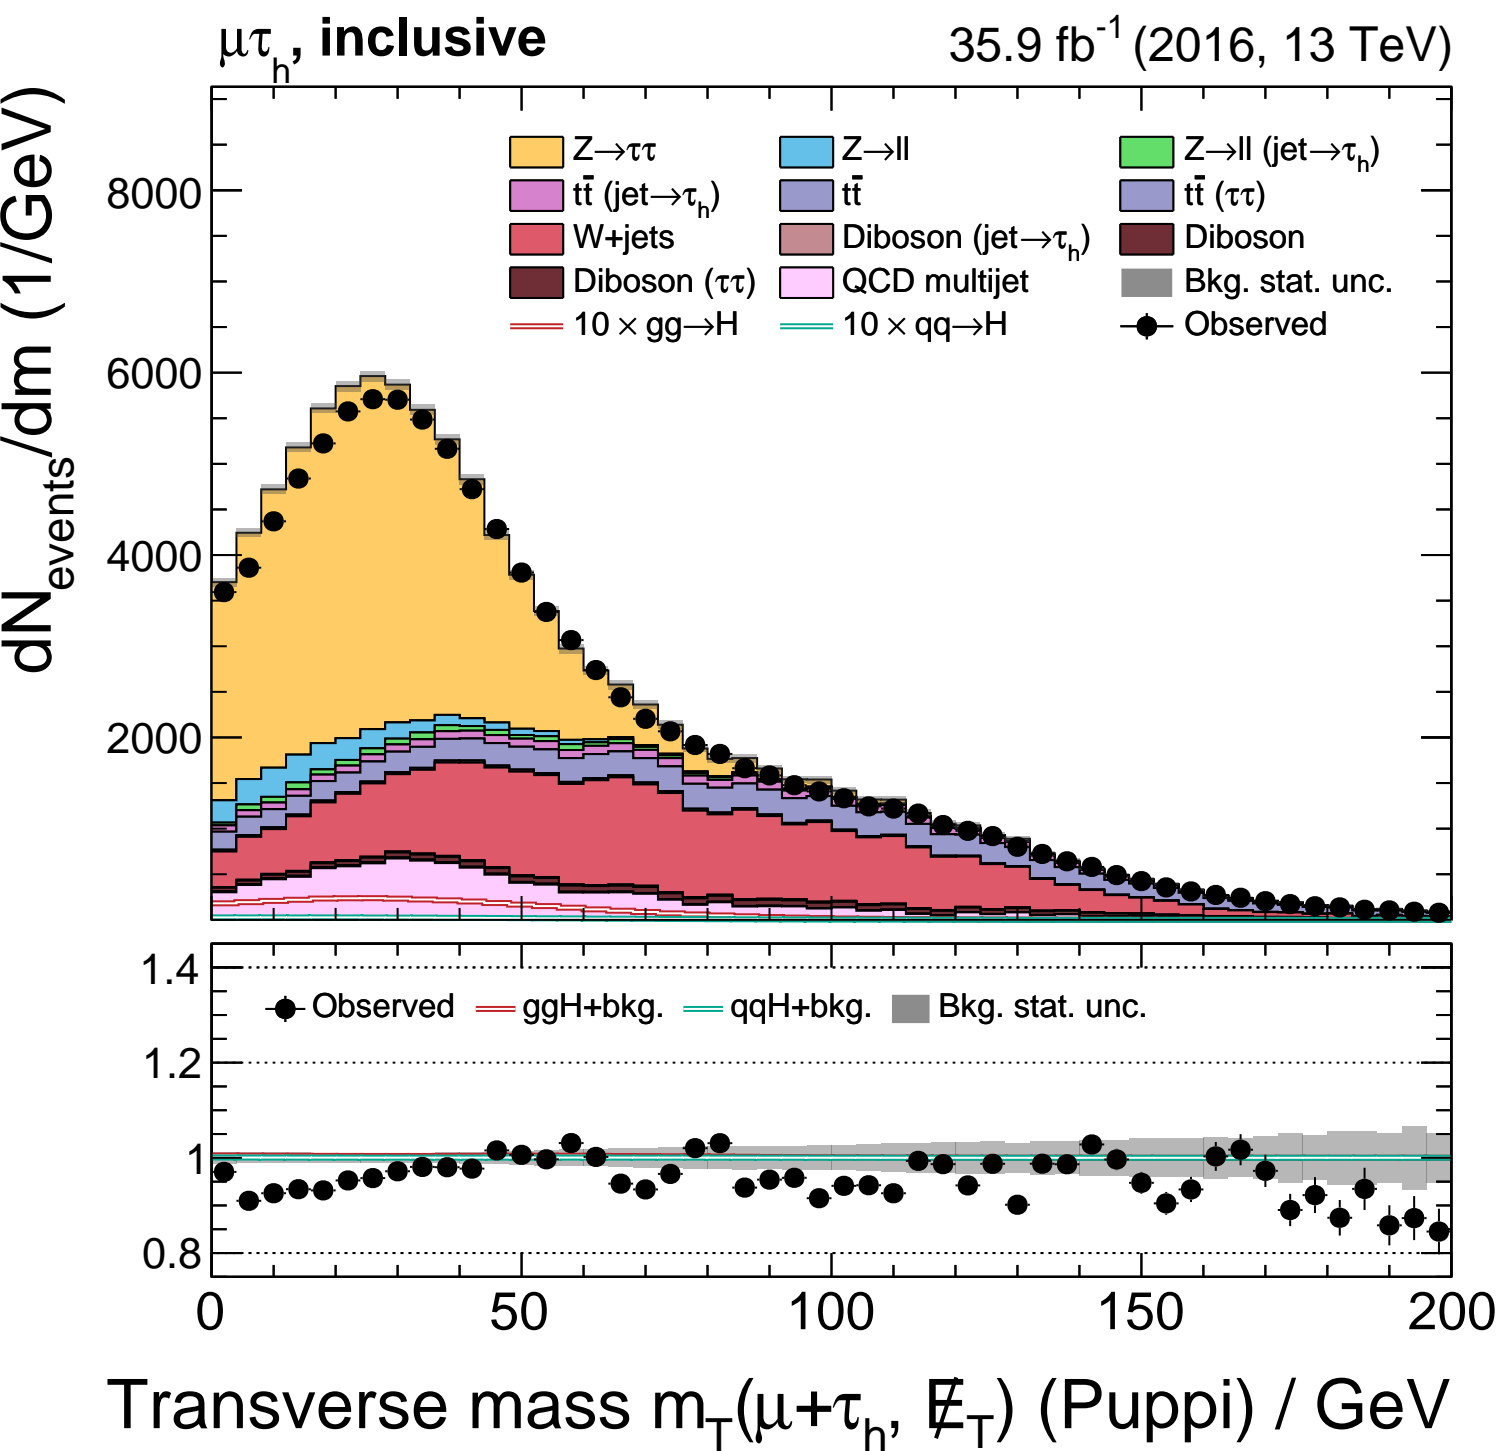 μτh, inclusive
35.9 fb-1 (2016, 13 TeV)
dNevents/dm (1/GeV)
8000
6000
4000
2000
Z→ττ Z→ll Z→ll (jet→τh)
tt̄ (jet→τh) tt̄ tt̄ (ττ)
W+jets Diboson (jet→τh) Diboson
Diboson (ττ) QCD multijet Bkg. stat. unc.
10 × gg→H 10 × qq→H Observed
1.4
1.2
1
0.8
Observed ggH+bkg. qqH+bkg. Bkg. stat. unc.
0 50 100 150 200
Transverse mass mT(μ+τh, E̸T) (Puppi) / GeV